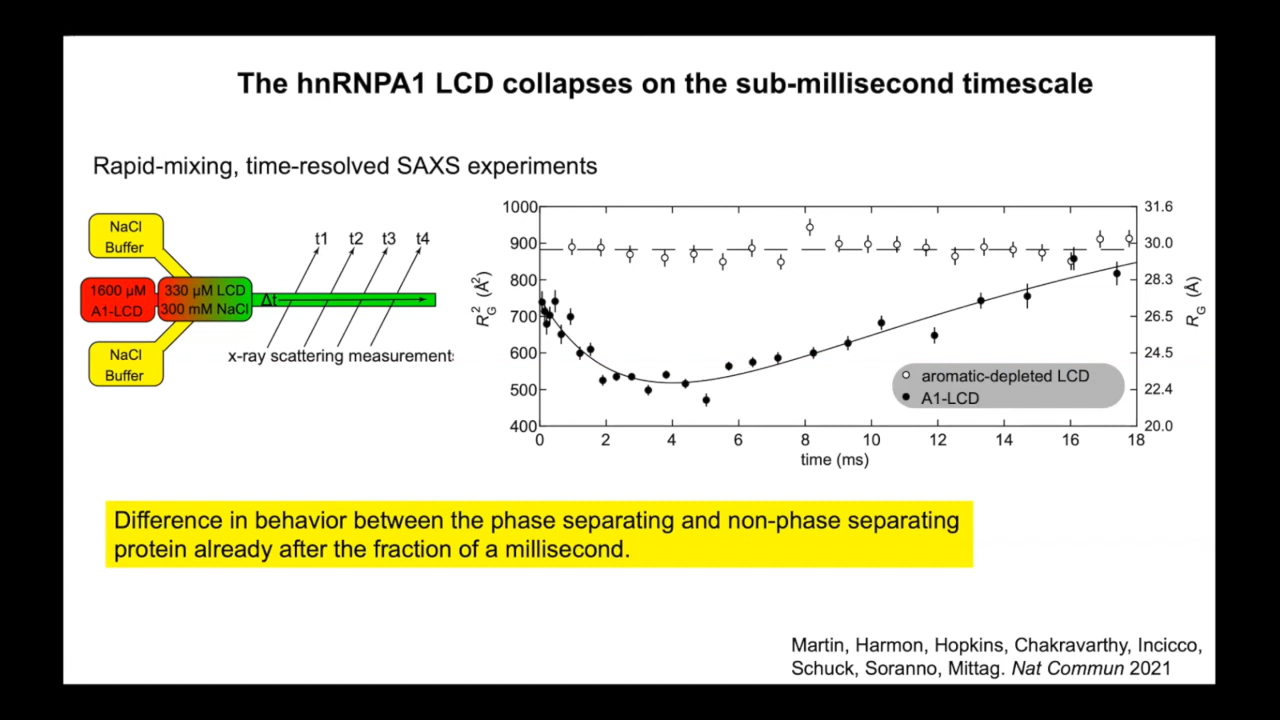 The hnRNPA1 LCD collapses on the sub-millisecond timescale
Rapid-mixing, time-resolved SAXS experiments
NaCl
Buffer
1600 µM
A1-LCD
330 µM LCD
300 mM NaCl
NaCl
Buffer
Δt
t1 t2 t3 t4
x-ray scattering measurement
R_G² (Å²)
1000
900
800
700
600
500
400
0 2 4 6 8 10 12 14 16 18
time (ms)
31.6
30.0
28.3
26.5
24.5
22.4
20.0
R_G (Å)
aromatic-depleted LCD
A1-LCD
Difference in behavior between the phase separating and non-phase separating
protein already after the fraction of a millisecond.
Martin, Harmon, Hopkins, Chakravarthy, Incicco,
Schuck, Soranno, Mittag. Nat Commun 2021